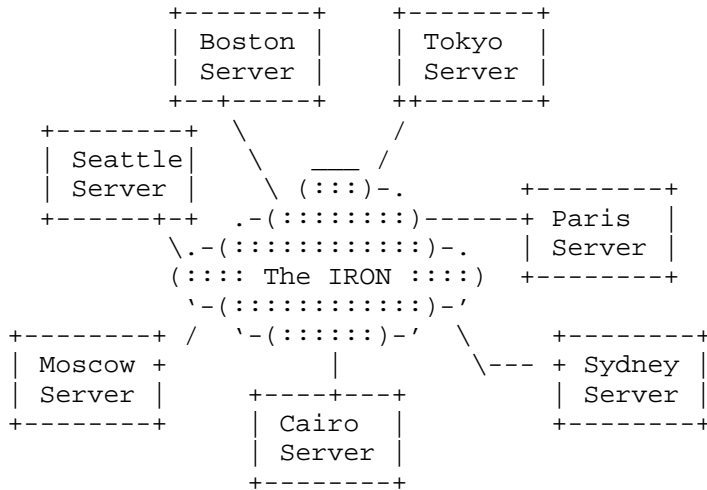 Boston
Server
Tokyo
Server
Seattle
Server
Paris
Server
The IRON
Moscow
Server
Sydney
Server
Cairo
Server